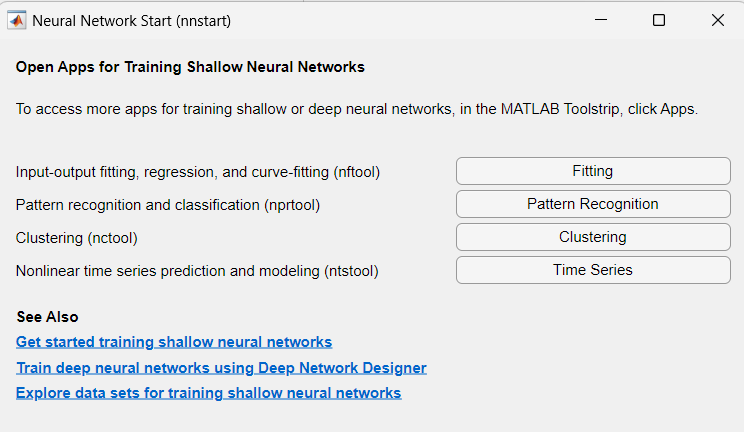 Neural Network Start (nnstart)
Open Apps for Training Shallow Neural Networks
To access more apps for training shallow or deep neural networks, in the MATLAB Toolstrip, click Apps.
Input-output fitting, regression, and curve-fitting (nftool) Fitting
Pattern recognition and classification (nprtool) Pattern Recognition
Clustering (nctool) Clustering
Nonlinear time series prediction and modeling (ntstool) Time Series
See Also
Get started training shallow neural networks
Train deep neural networks using Deep Network Designer
Explore data sets for training shallow neural networks